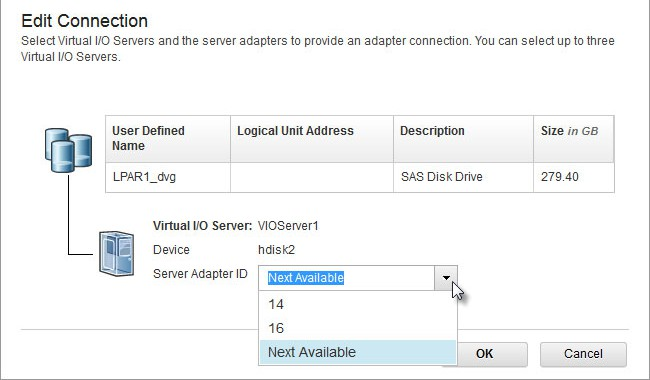 Edit Connection
Select Virtual I/O Servers and the server adapters to provide an adapter connection. You can select up to three
Virtual I/O Servers.
User Defined Name Logical Unit Address Description Size in GB
LPAR1_dvg SAS Disk Drive 279.40
Virtual I/O Server: VIOServer1
Device hdisk2
Server Adapter ID Next Available
14
16
Next Available
OK Cancel